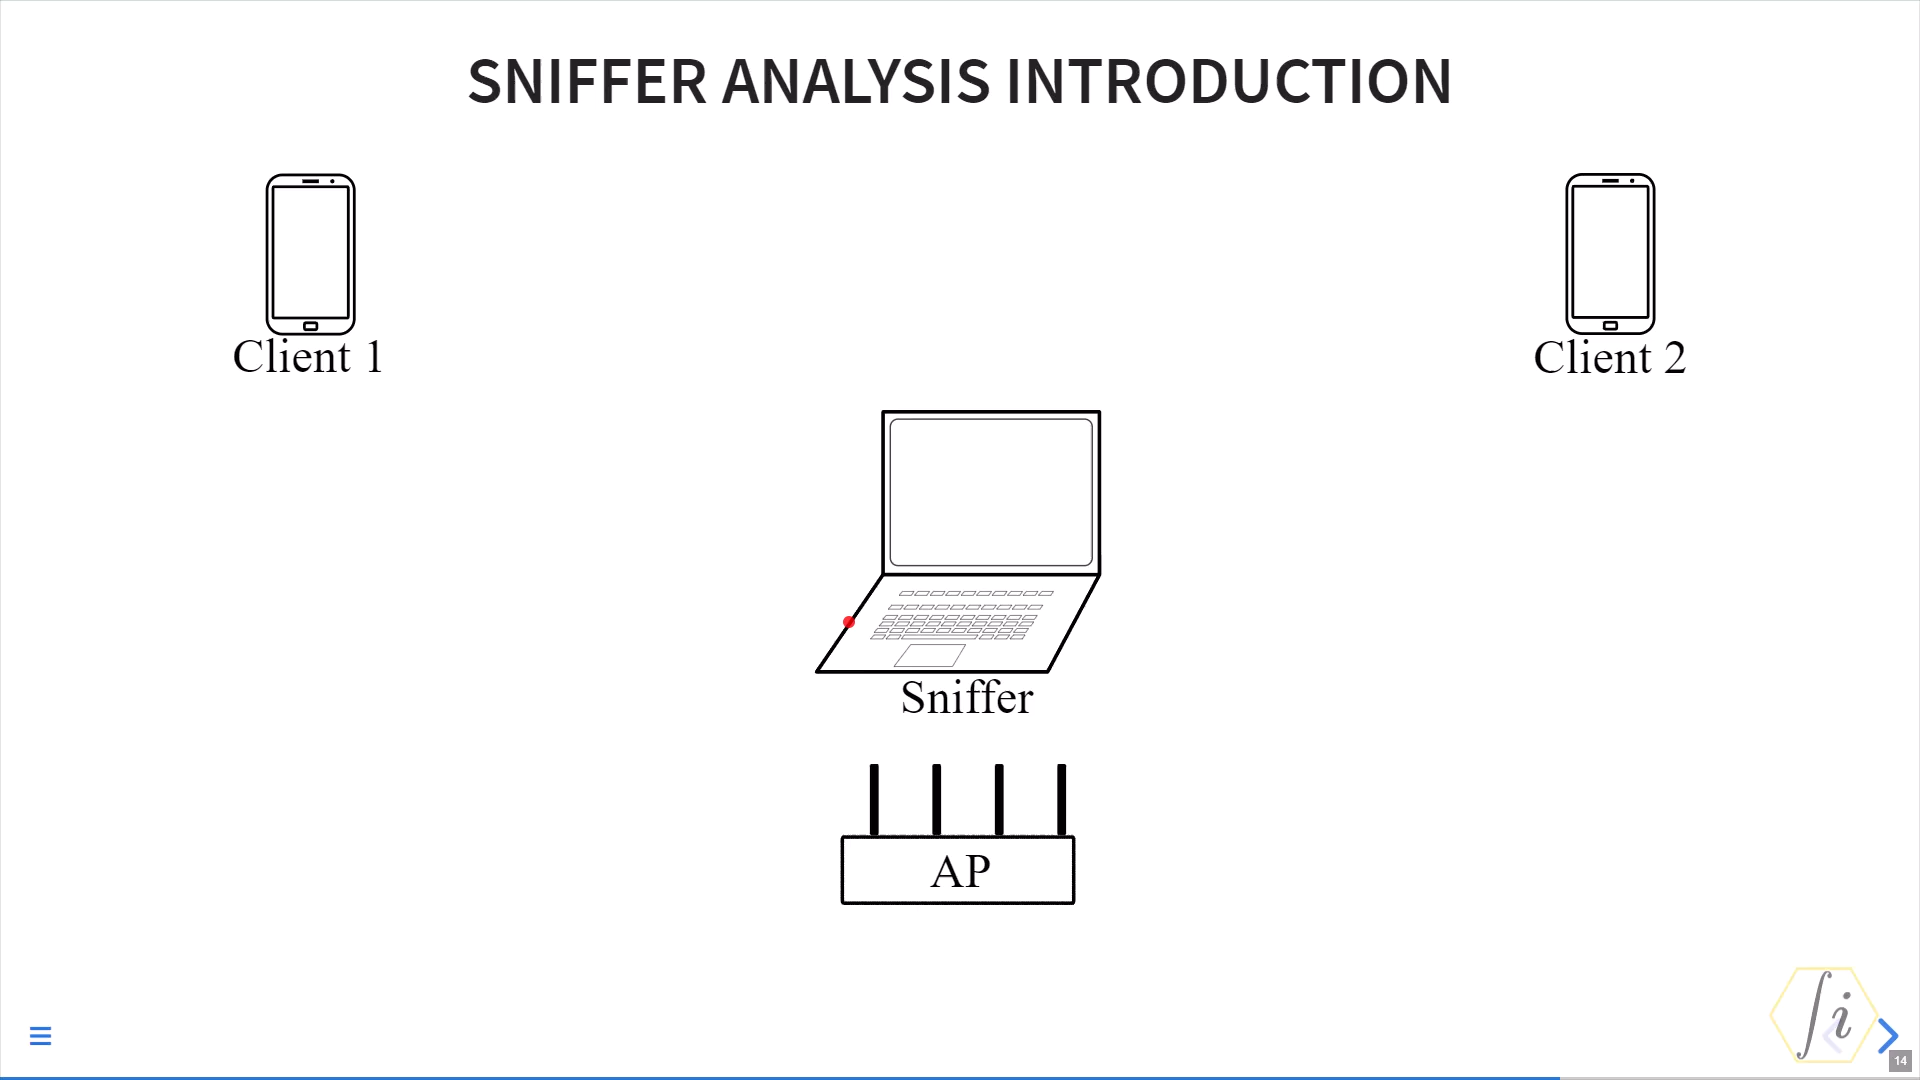 SNIFFER ANALYSIS INTRODUCTION
Client 1
Client 2
Sniffer
AP
∫i
14